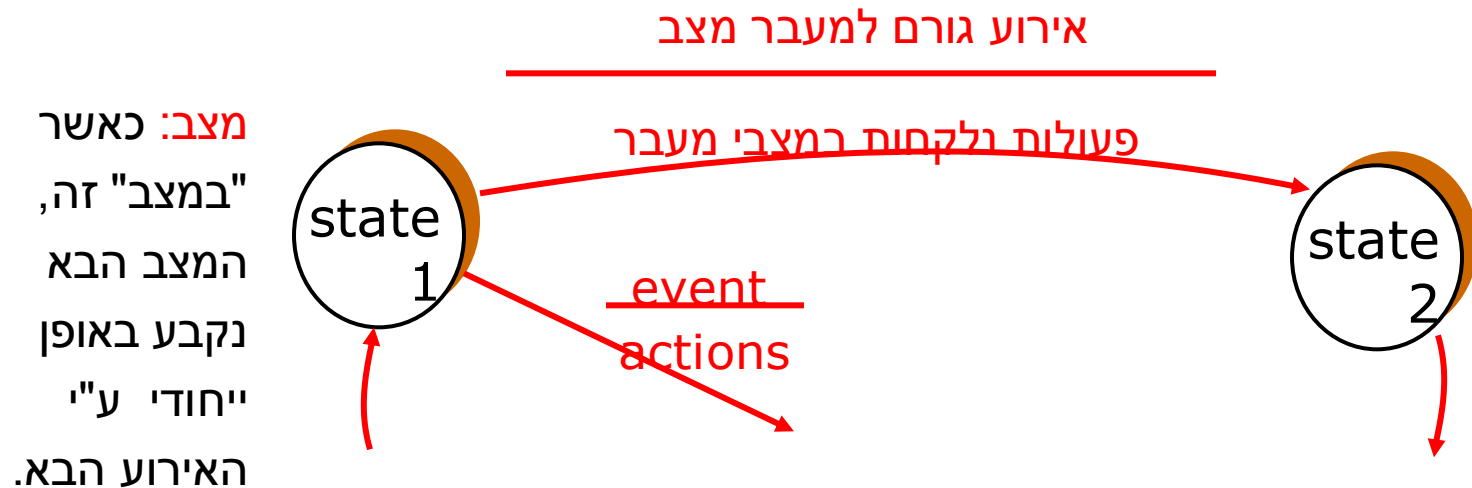 אירוע גורם למעבר מצב
פעולות נלקחות במצבי מעבר
מצב: כאשר
"במצב" זה,
המצב הבא
נקבע באופן
ייחודי ע"י
האירוע הבא.
state
1
event
actions
state
2